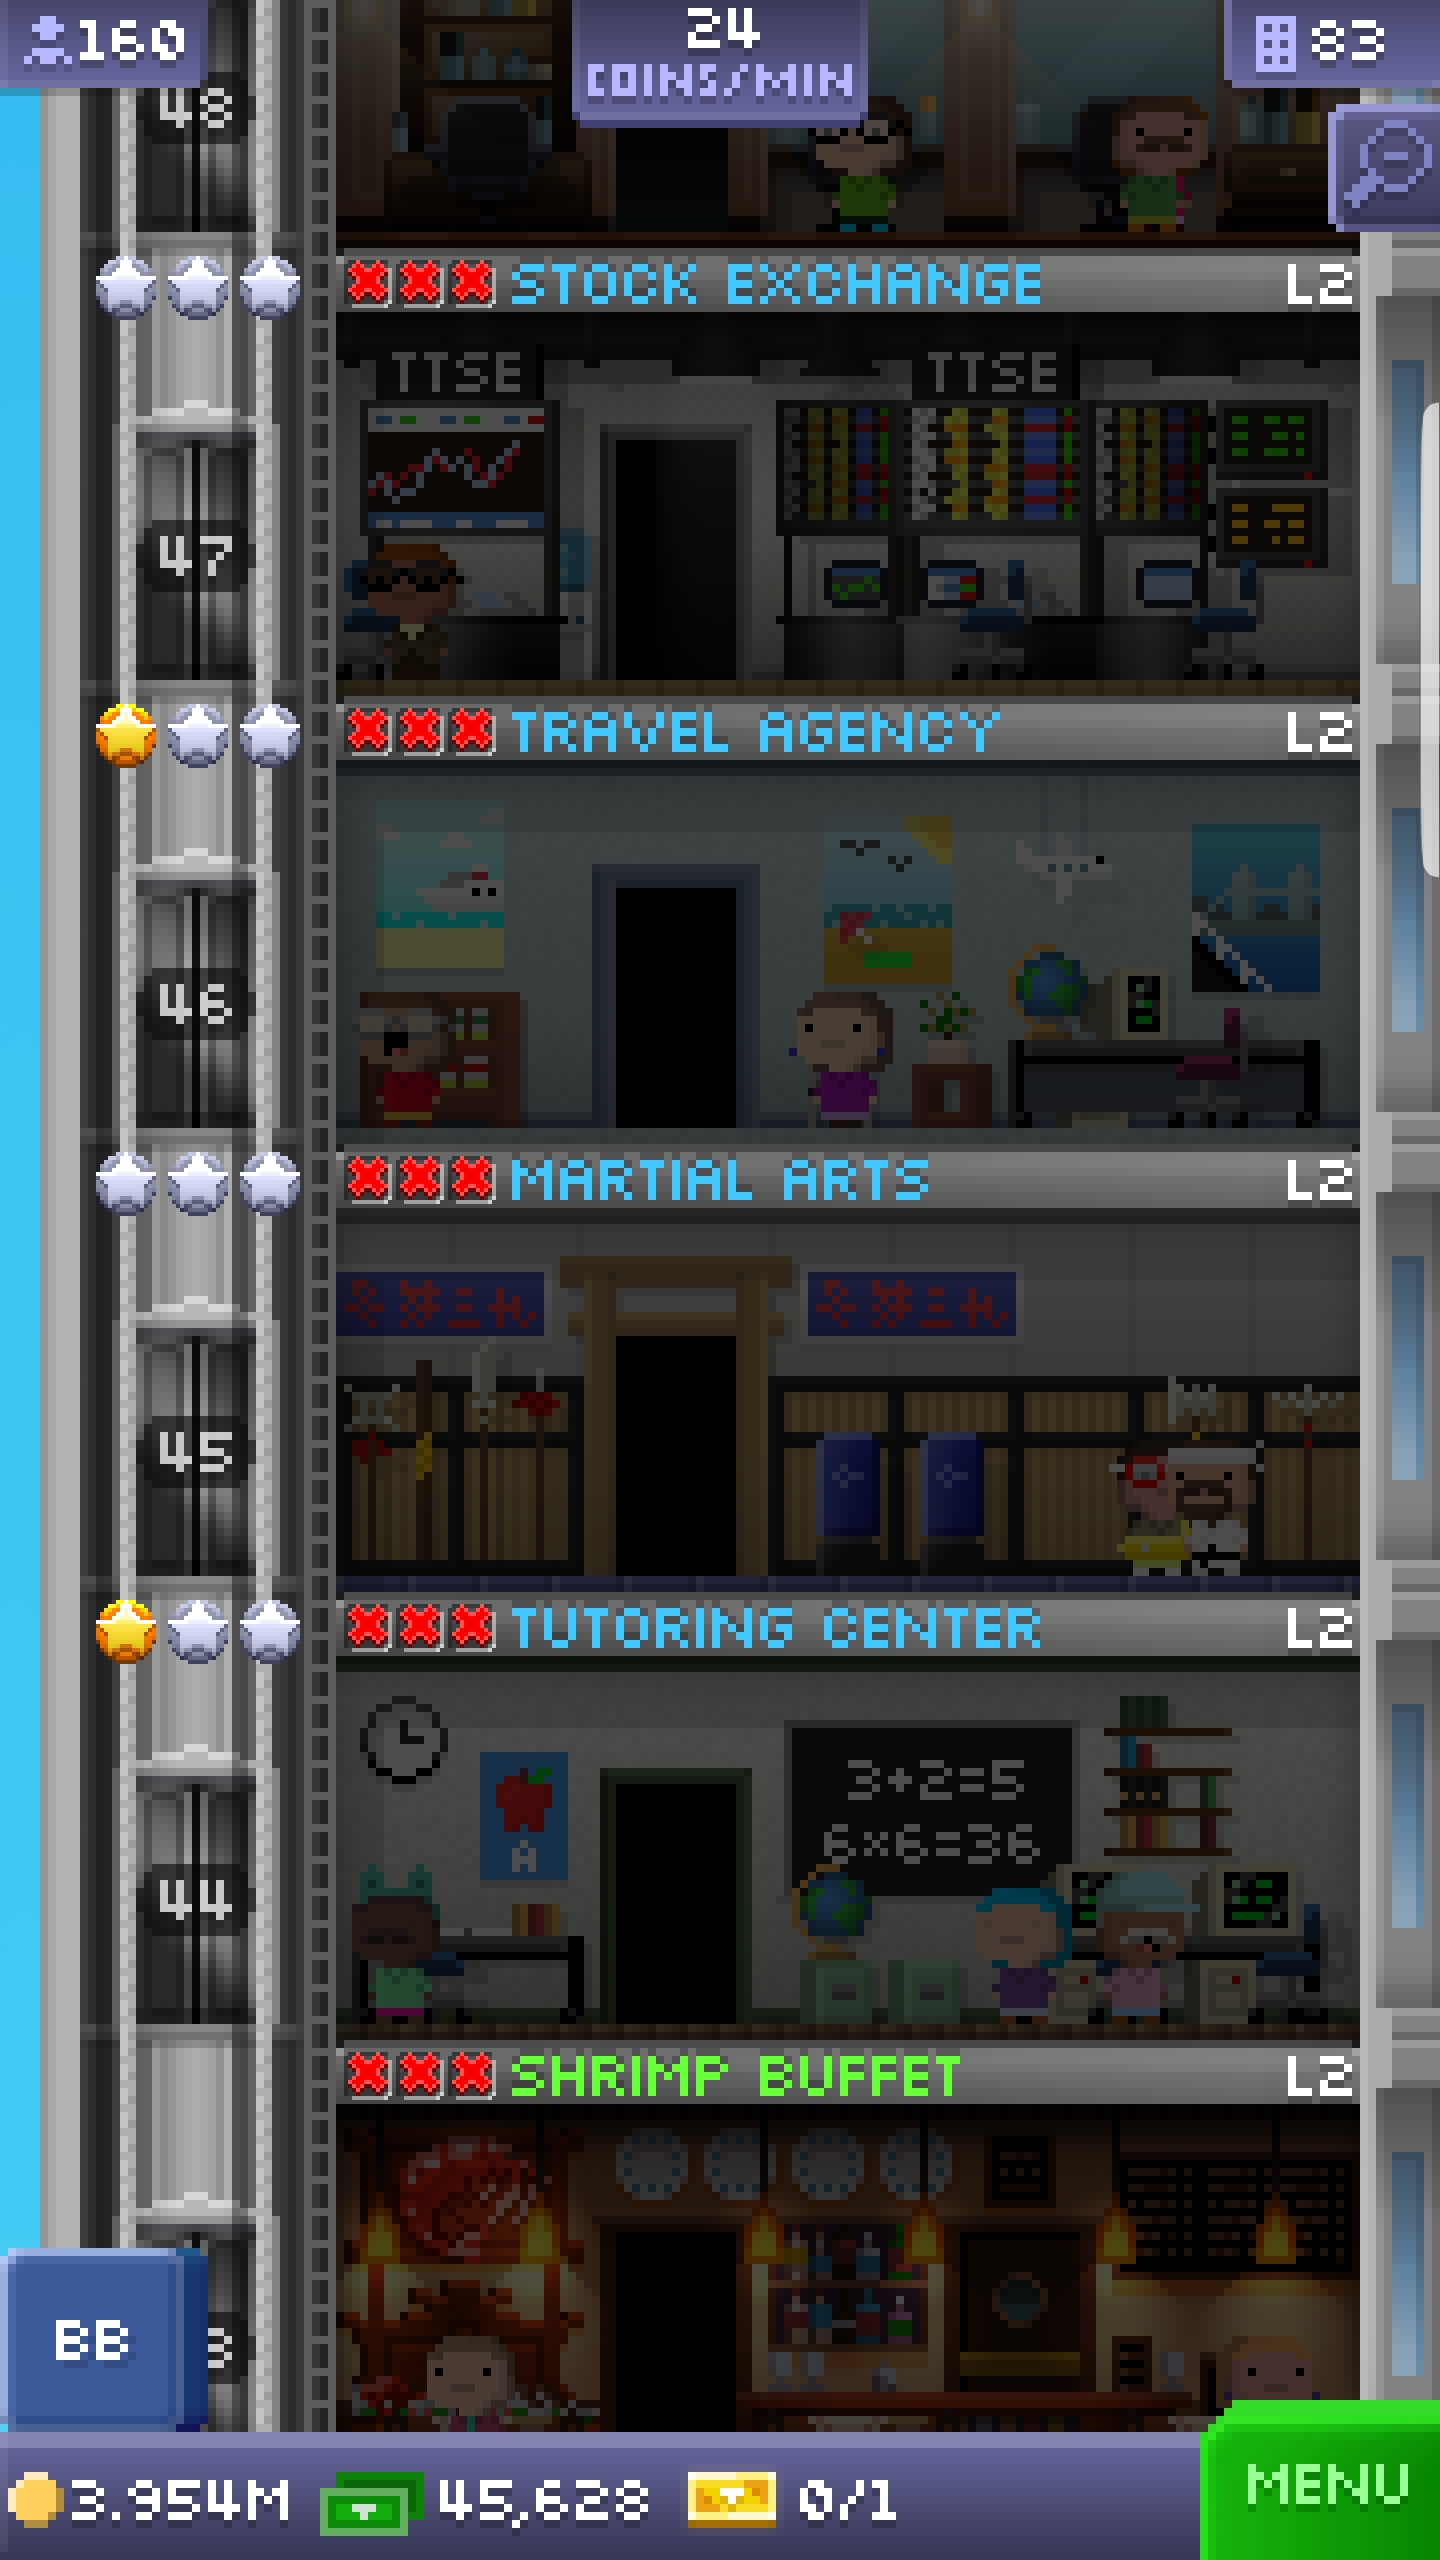 160
24
COINS/MIN
83
48
STOCK EXCHANGE L2
TTSE TTSE
47
TRAVEL AGENCY L2
46
MARTIAL ARTS L2
45
TUTORING CENTER L2
3+2=5
6×6=36
A
44
SHRIMP BUFFET L2
BB
3.954M 45,628 0/1
MENU